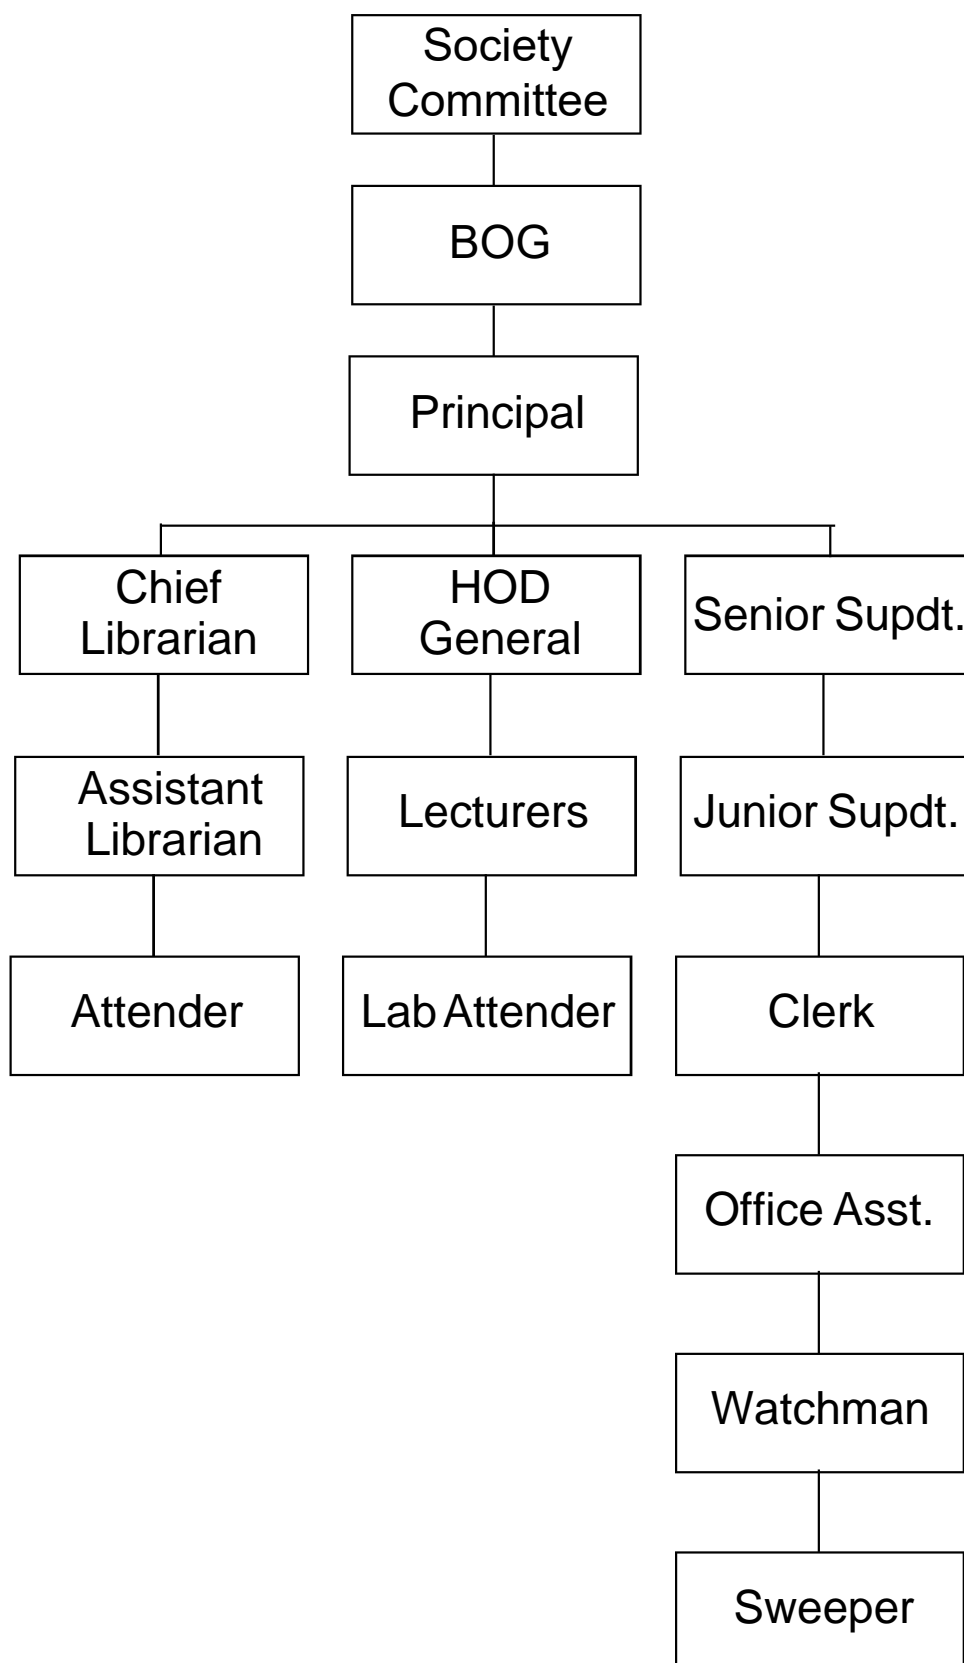 Society
Committee
BOG
Principal
Chief
Librarian
HOD
General
Senior Supdt.
Assistant
Librarian
Lecturers
Junior Supdt.
Attender
Lab Attender
Clerk
Office Asst.
Watchman
Sweeper